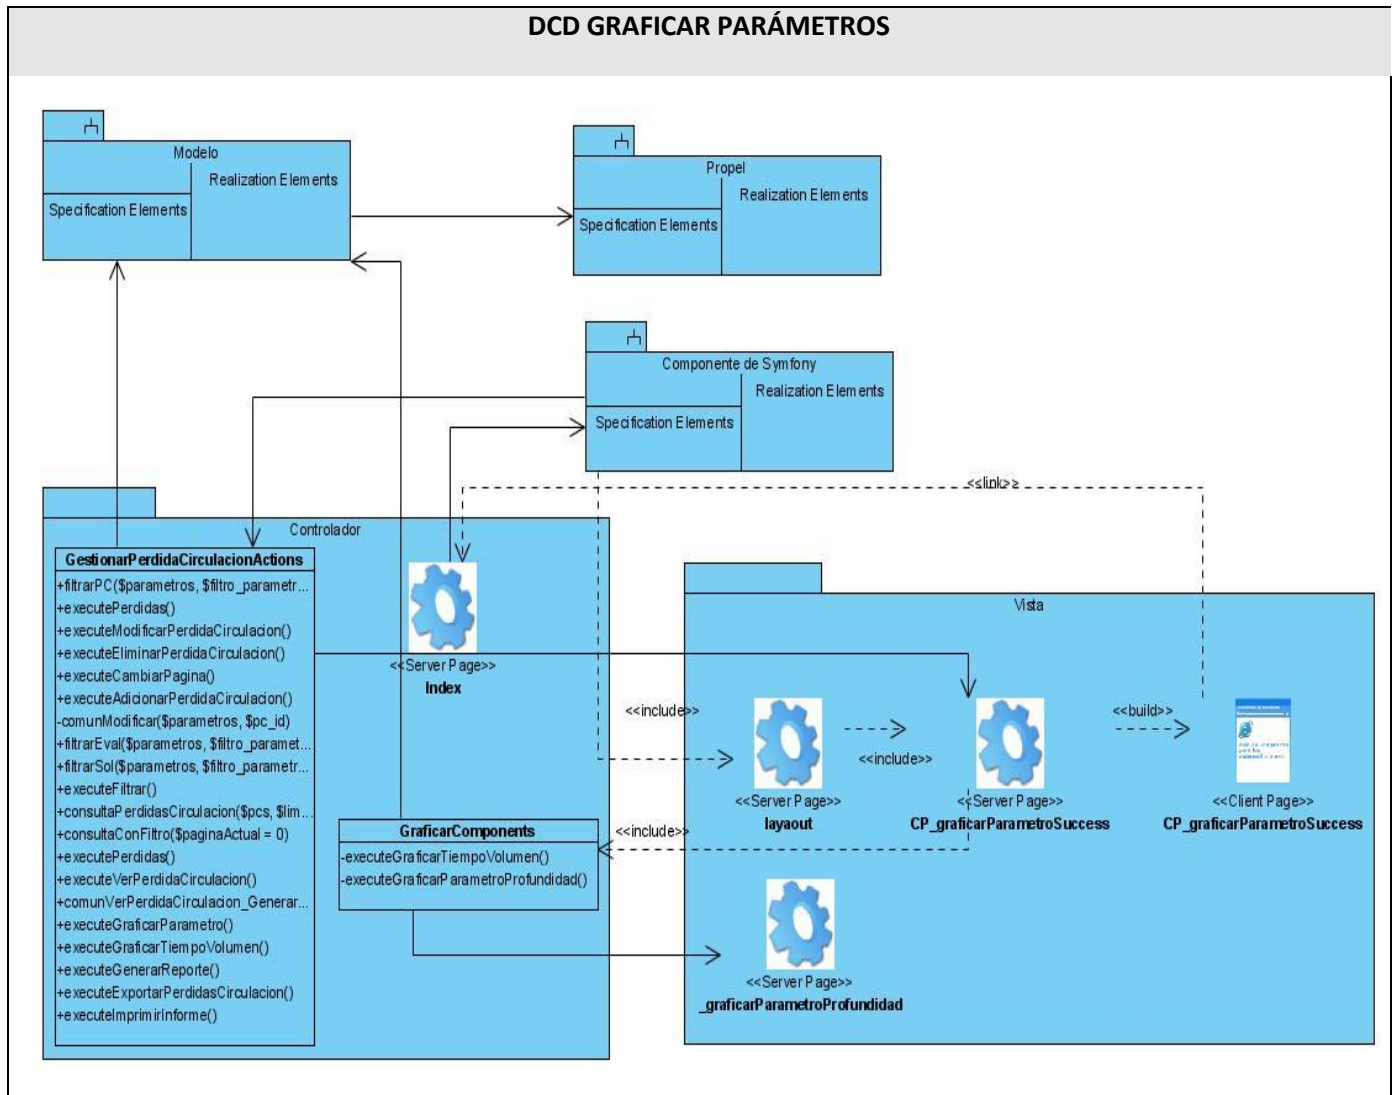 DCD GRAFICAR PARÁMETROS
Modelo
Realization Elements
Specification Elements
Propel
Realization Elements
Specification Elements
Componente de Symfony
Realization Elements
Specification Elements
<<link>>
Controlador
GestionarPerdidaCirculacionActions
+filtrarPC($parametros, $filtro_parametr...
+executePerdidas()
+executeModificarPerdidaCirculacion()
+executeEliminarPerdidaCirculacion()
+executeCambiarPagina()
+executeAdicionarPerdidaCirculacion()
-comunModificar($parametros, $pc_id)
+filtrarEval($parametros, $filtro_paramet...
+filtrarSol($parametros, $filtro_parametr...
+executeFiltrar()
+consultaPerdidasCirculacion($pcs, $lim...
+consultaConFiltro($paginaActual = 0)
+executePerdidas()
+executeVerPerdidaCirculacion()
+comunVerPerdidaCirculacion_Generar...
+executeGraficarParametro()
+executeGraficarTiempoVolumen()
+executeGenerarReporte()
+executeExportarPerdidasCirculacion()
+executeImprimirInforme()
<<Server Page>>
Index
GraficarComponents
-executeGraficarTiempoVolumen()
-executeGraficarParametroProfundidad()
Vista
<<include>>
<<include>>
<<build>>
<<include>>
<<Server Page>>
layaout
<<Server Page>>
CP_graficarParametroSuccess
<<Client Page>>
CP_graficarParametroSuccess
<<Server Page>>
_graficarParametroProfundidad